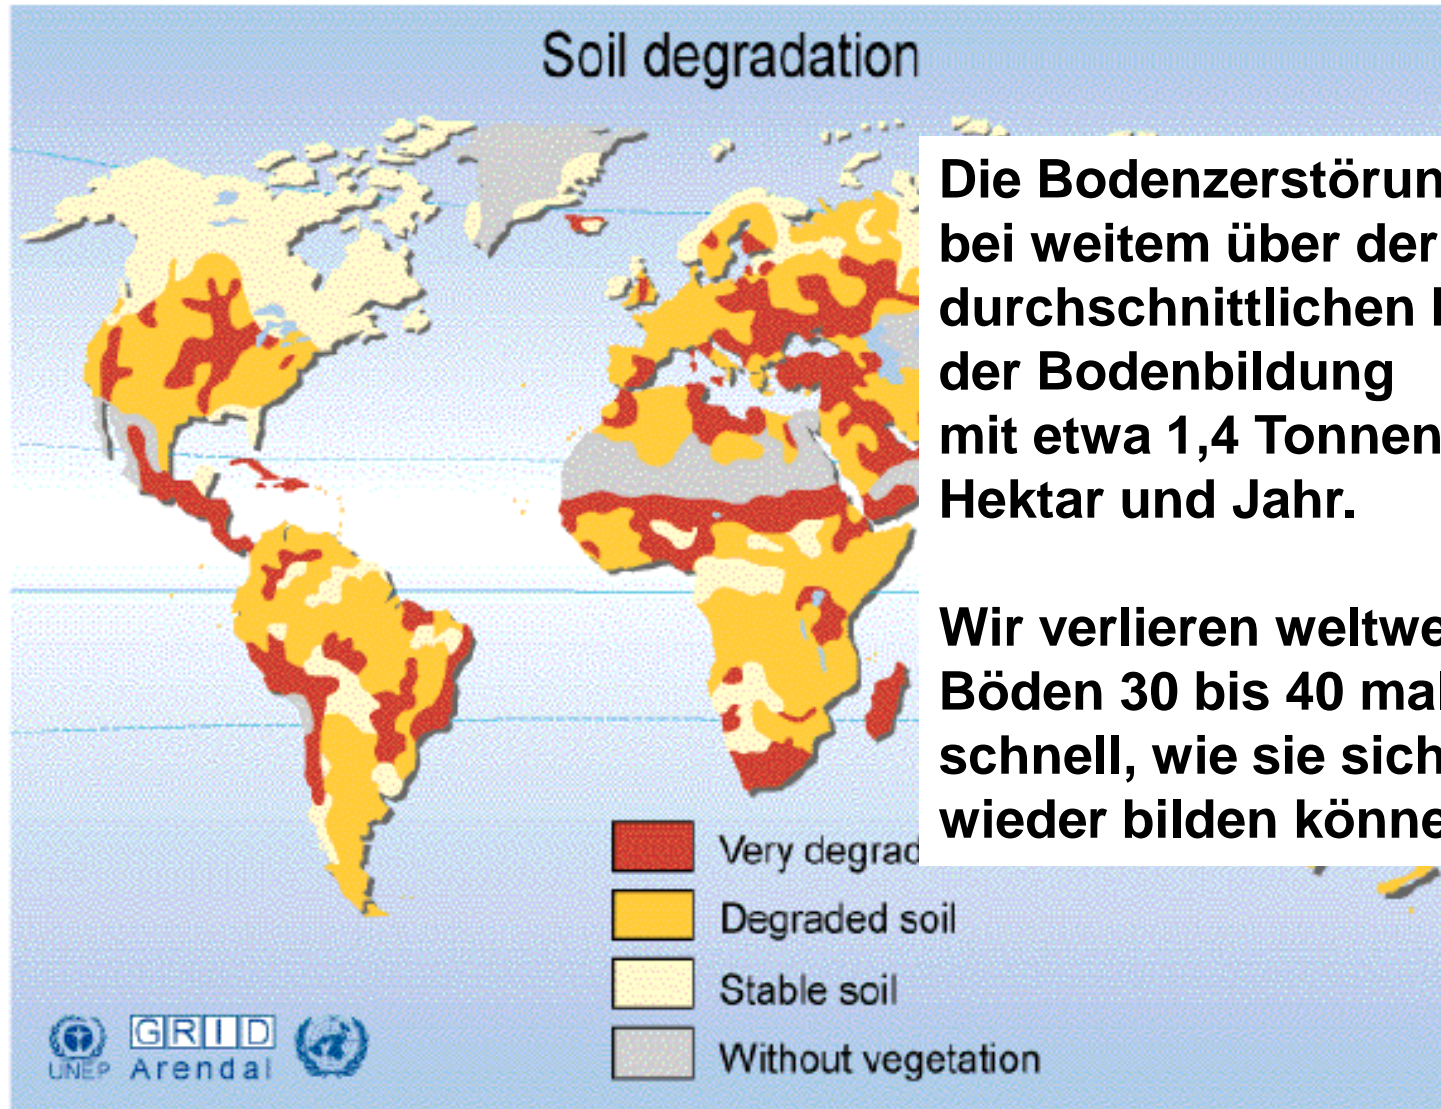 Soil degradation
Die Bodenzerstörun
bei weitem über der
durchschnittlichen
der Bodenbildung
mit etwa 1,4 Tonnen
Hektar und Jahr.
Wir verlieren weltwe
Böden 30 bis 40 mal
schnell, wie sie sich
wieder bilden könne
Very degrad
Degraded soil
Stable soil
Without vegetation
UNEP
GRID
Arendal